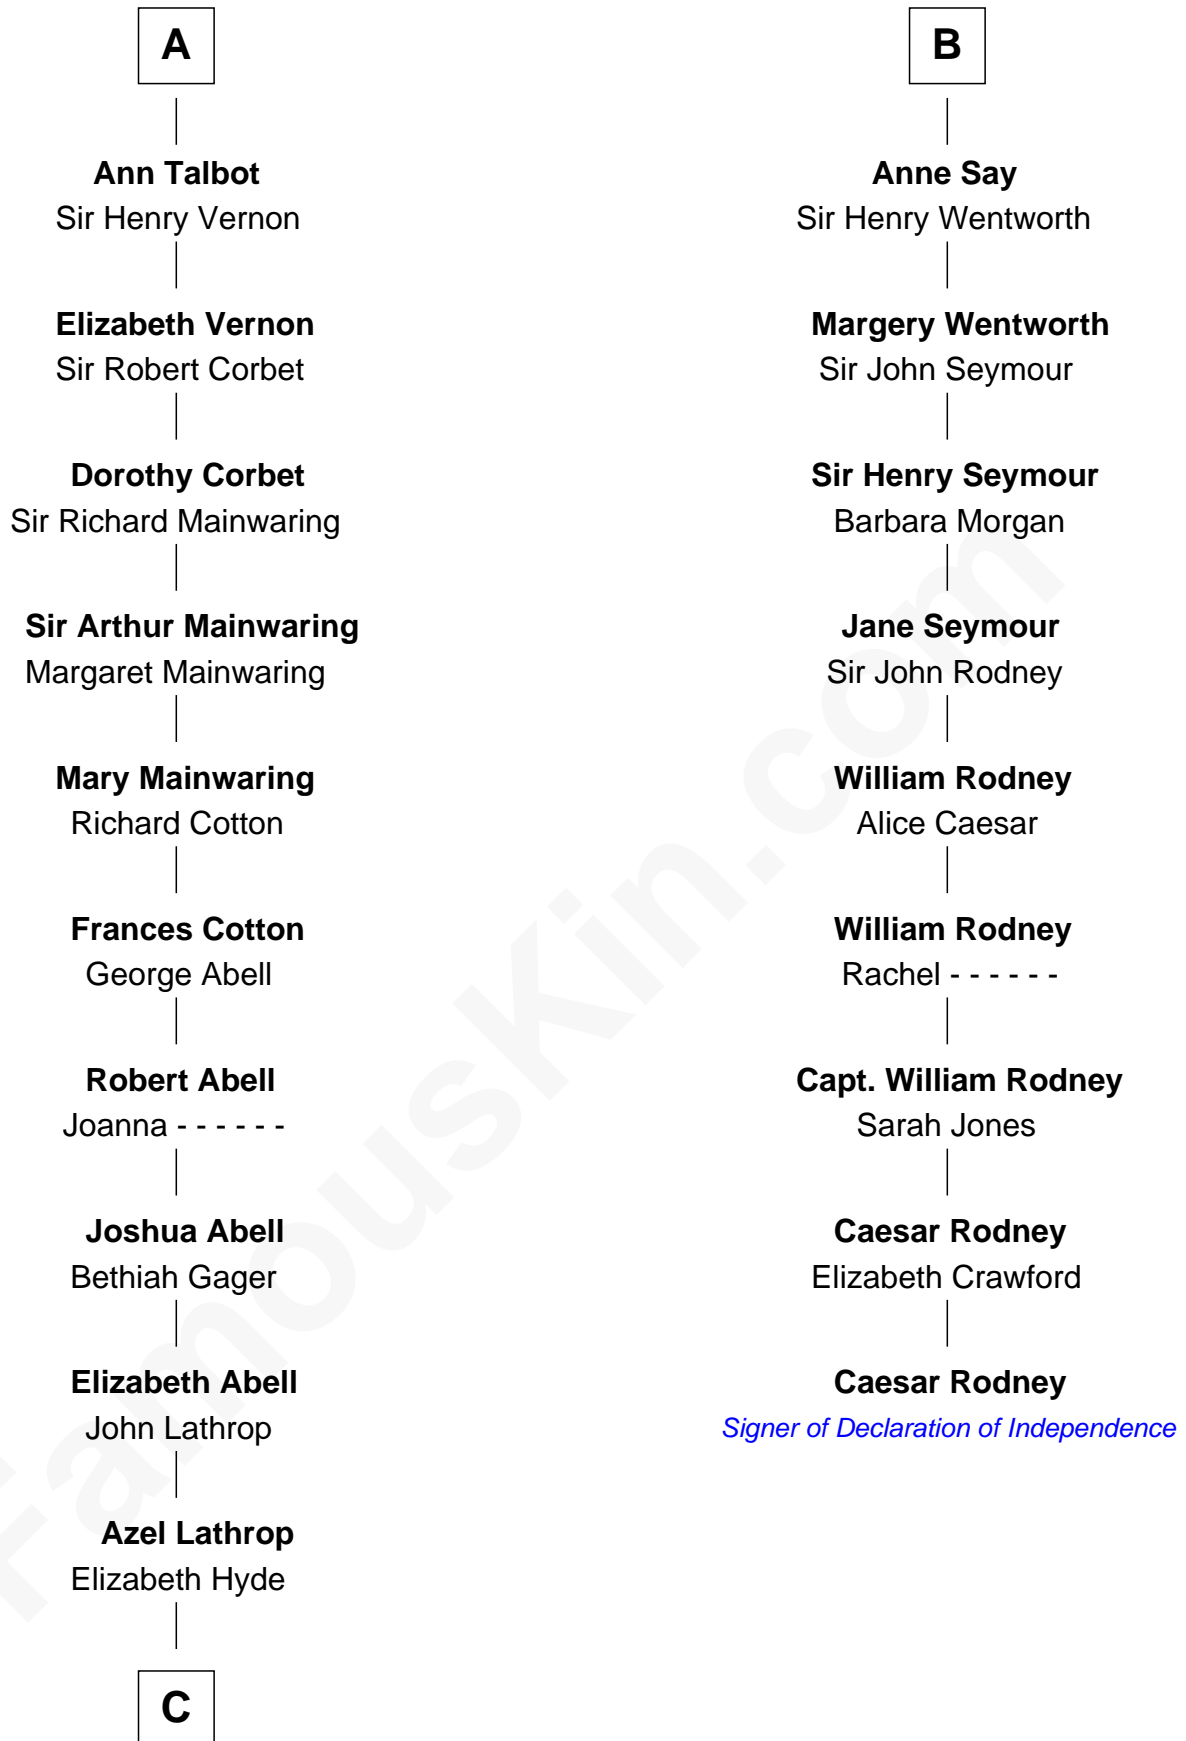 A
Ann Talbot
Sir Henry Vernon
Elizabeth Vernon
Sir Robert Corbet
Dorothy Corbet
Sir Richard Mainwaring
Sir Arthur Mainwaring
Margaret Mainwaring
Mary Mainwaring
Richard Cotton
Frances Cotton
George Abell
Robert Abell
Joanna - - - - - -
Joshua Abell
Bethiah Gager
Elizabeth Abell
John Lathrop
Azel Lathrop
Elizabeth Hyde
C
B
Anne Say
Sir Henry Wentworth
Margery Wentworth
Sir John Seymour
Sir Henry Seymour
Barbara Morgan
Jane Seymour
Sir John Rodney
William Rodney
Alice Caesar
William Rodney
Rachel - - - - - -
Capt. William Rodney
Sarah Jones
Caesar Rodney
Elizabeth Crawford
Caesar Rodney
Signer of Declaration of Independence
FamousKin.com